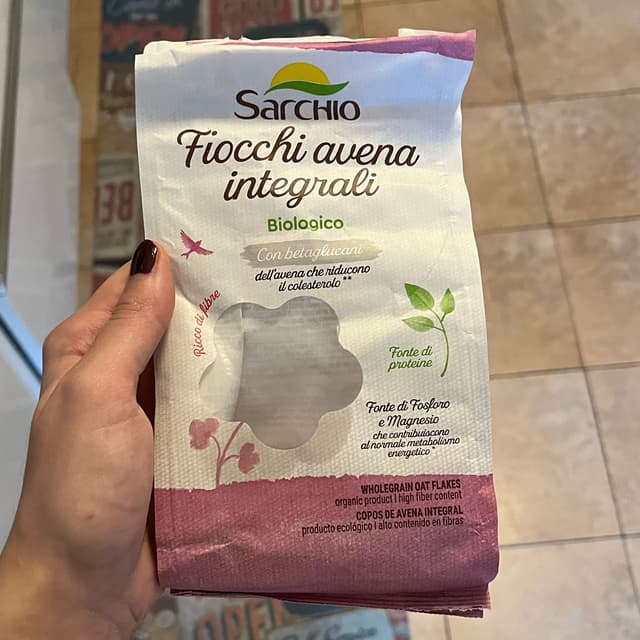 SARCHIO
Fiocchi avena
integrali
Biologico
Con betaglucani
dell'avena che riducono
il colesterolo**
Ricco di fibre
Fonte di
proteine
Fonte di Fosforo
e Magnesio
che contribuiscono
al normale metabolismo
energetico*
WHOLEGRAIN OAT FLAKES
organic product | high fiber content
COPOS DE AVENA INTEGRAL
producto ecológico | alto contenido en fibras
OPEN